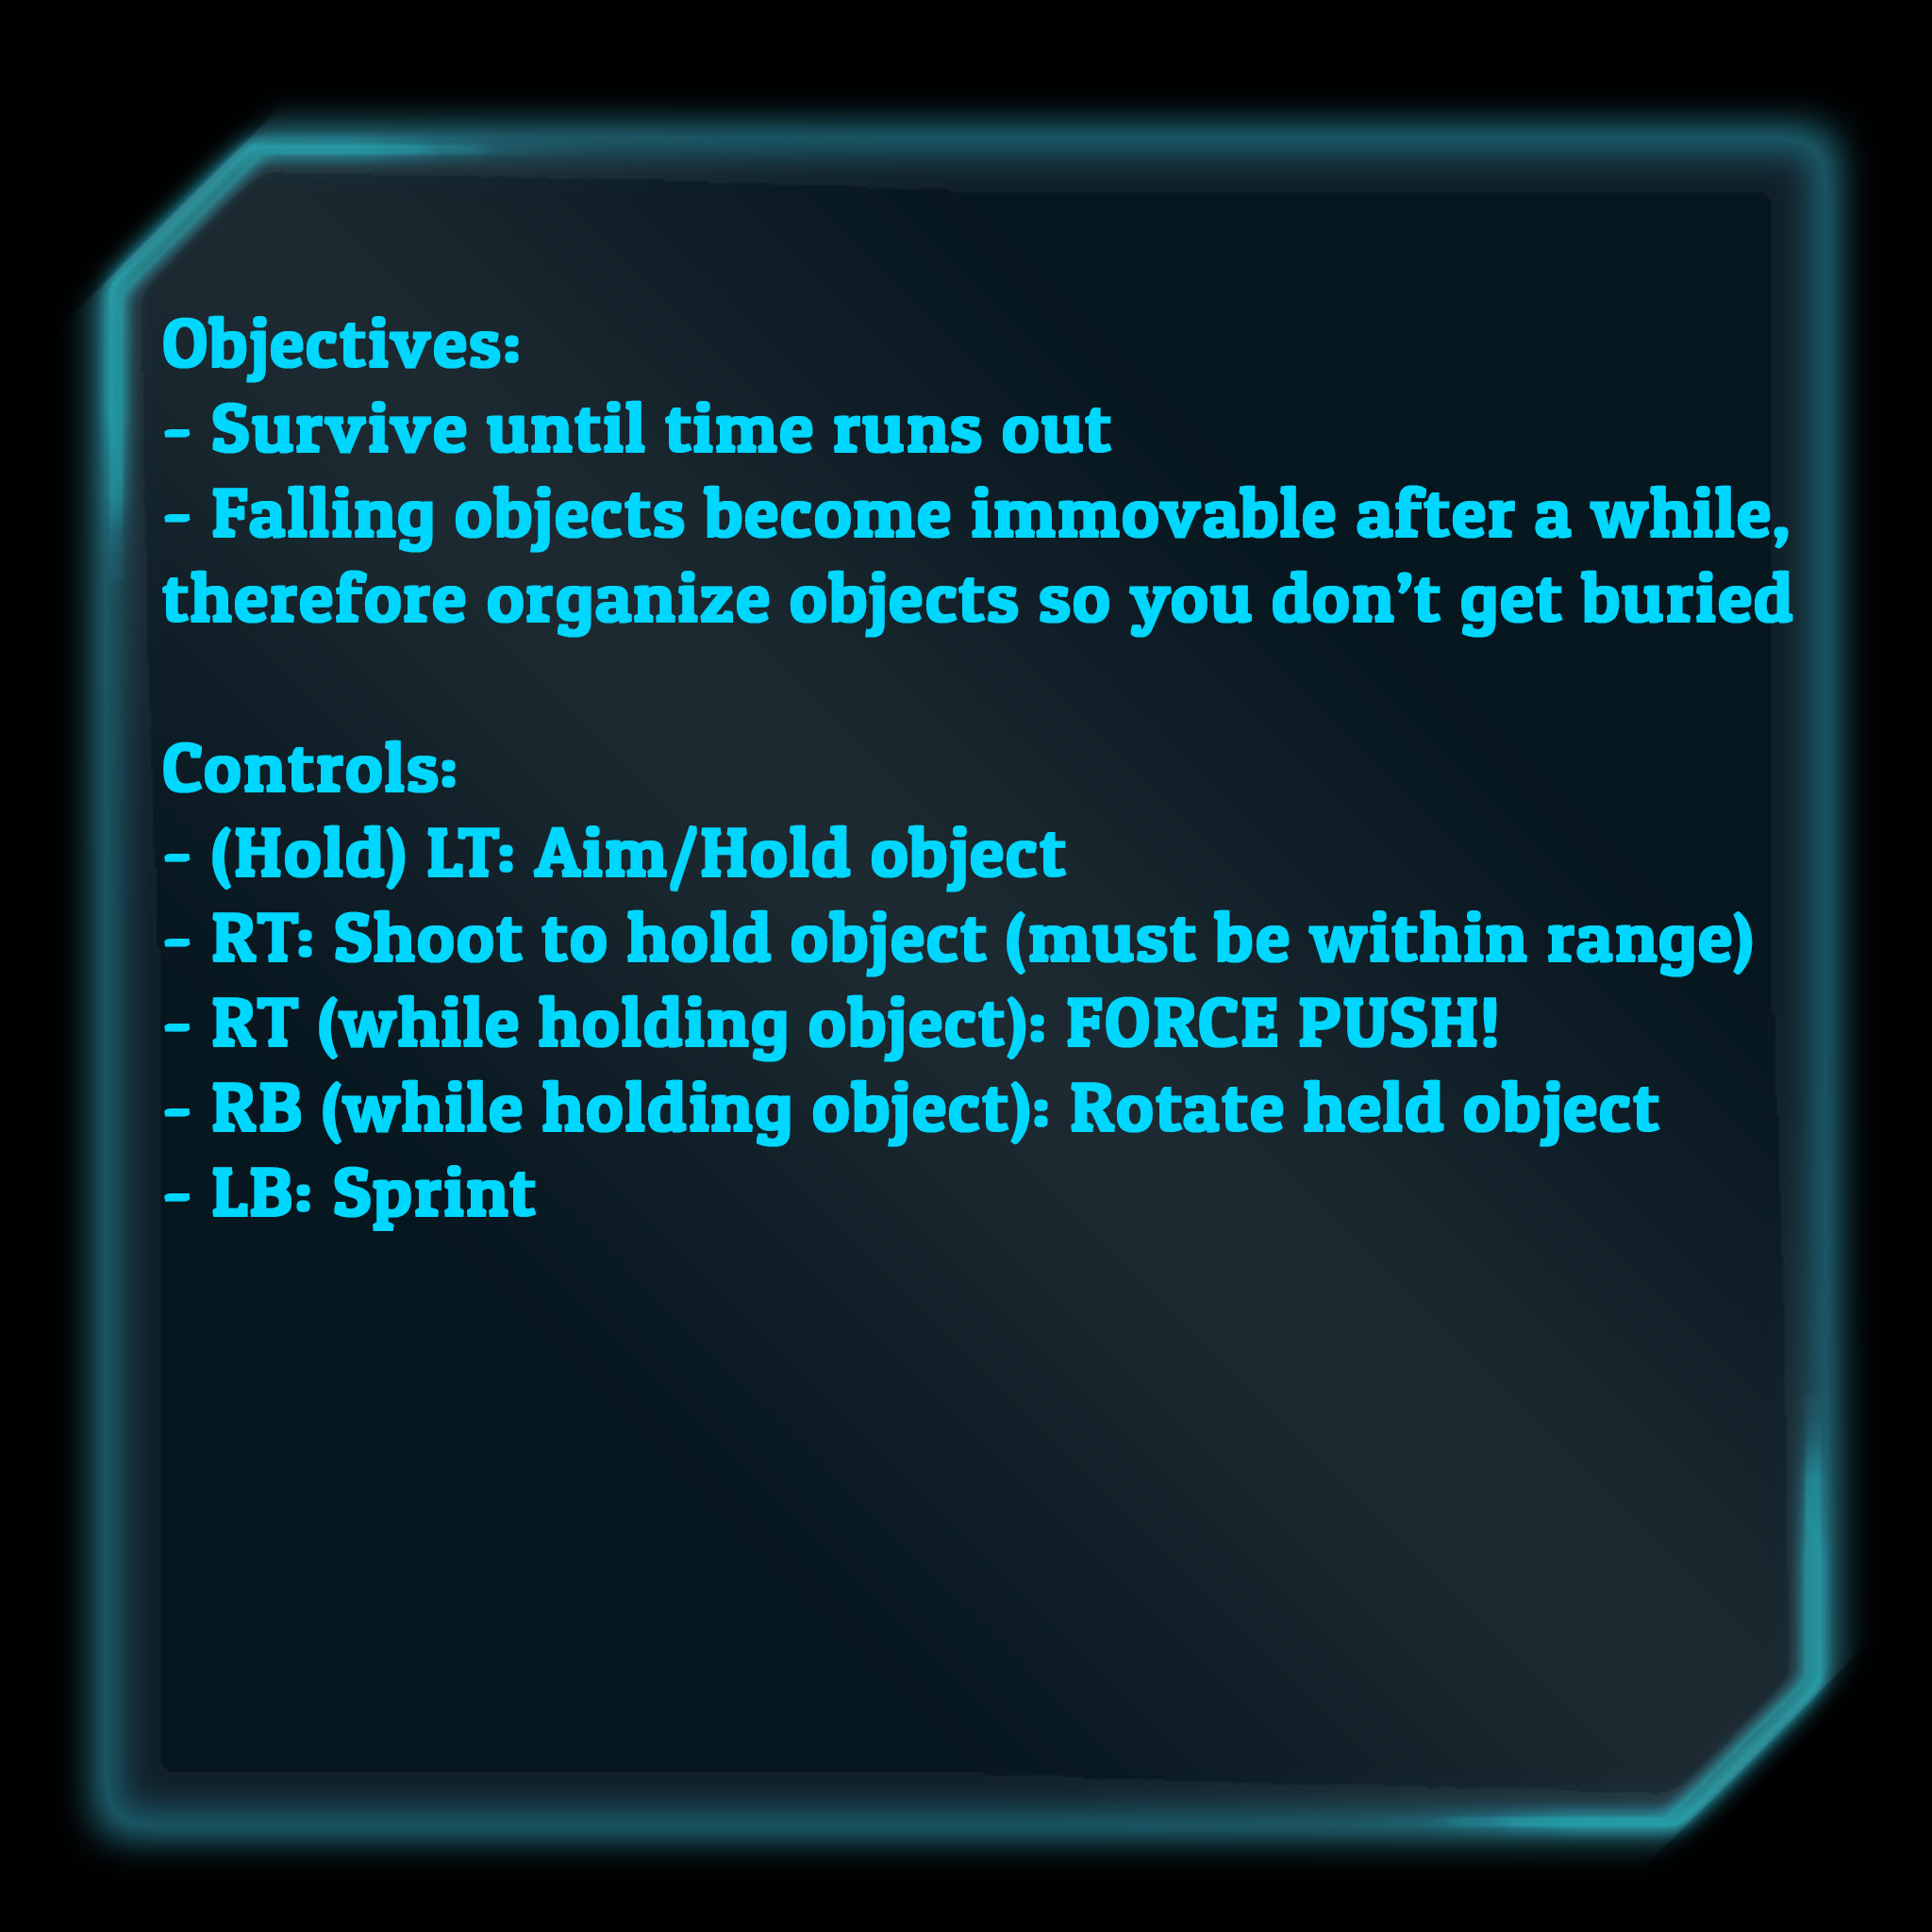 Objectives:
- Survive until time runs out
- Falling objects become immovable after a while,
therefore organize objects so you don’t get buried
Controls:
- (Hold) LT: Aim/Hold object
- RT: Shoot to hold object (must be within range)
- RT (while holding object): FORCE PUSH!
- RB (while holding object): Rotate held object
- LB: Sprint